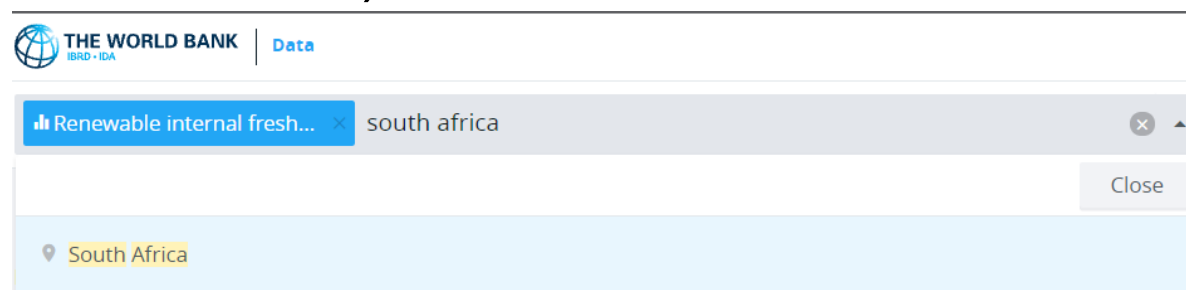 THE WORLD BANK
IBRD • IDA
Data
Renewable internal fresh... × south africa
Close
South Africa